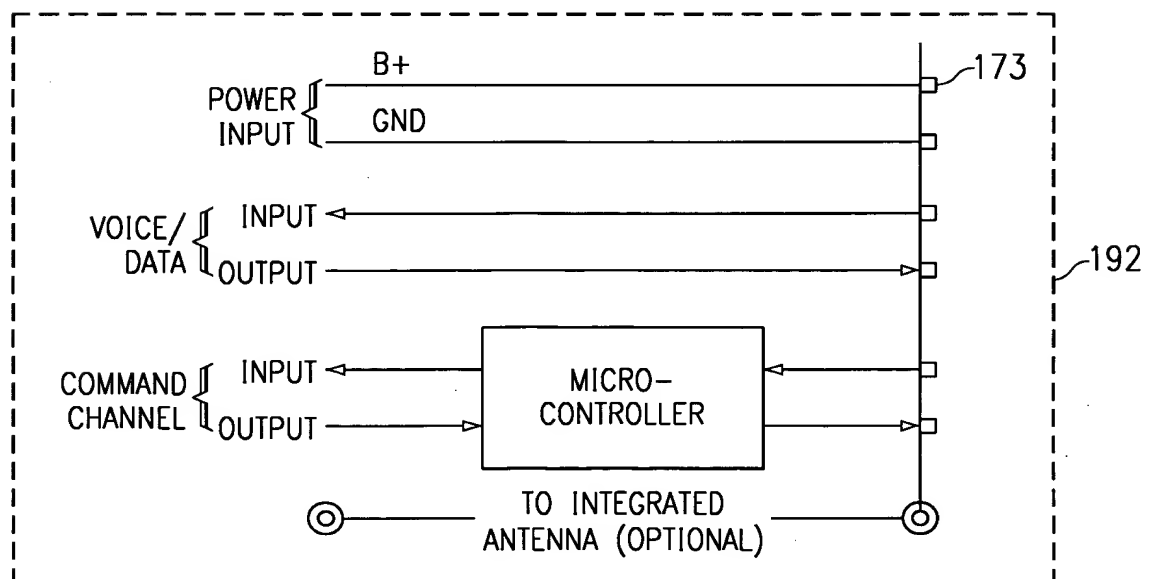 B+
173
POWER
INPUT
GND
VOICE/
DATA
INPUT
OUTPUT
192
COMMAND
CHANNEL
INPUT
OUTPUT
MICRO-
CONTROLLER
TO INTEGRATED
ANTENNA (OPTIONAL)